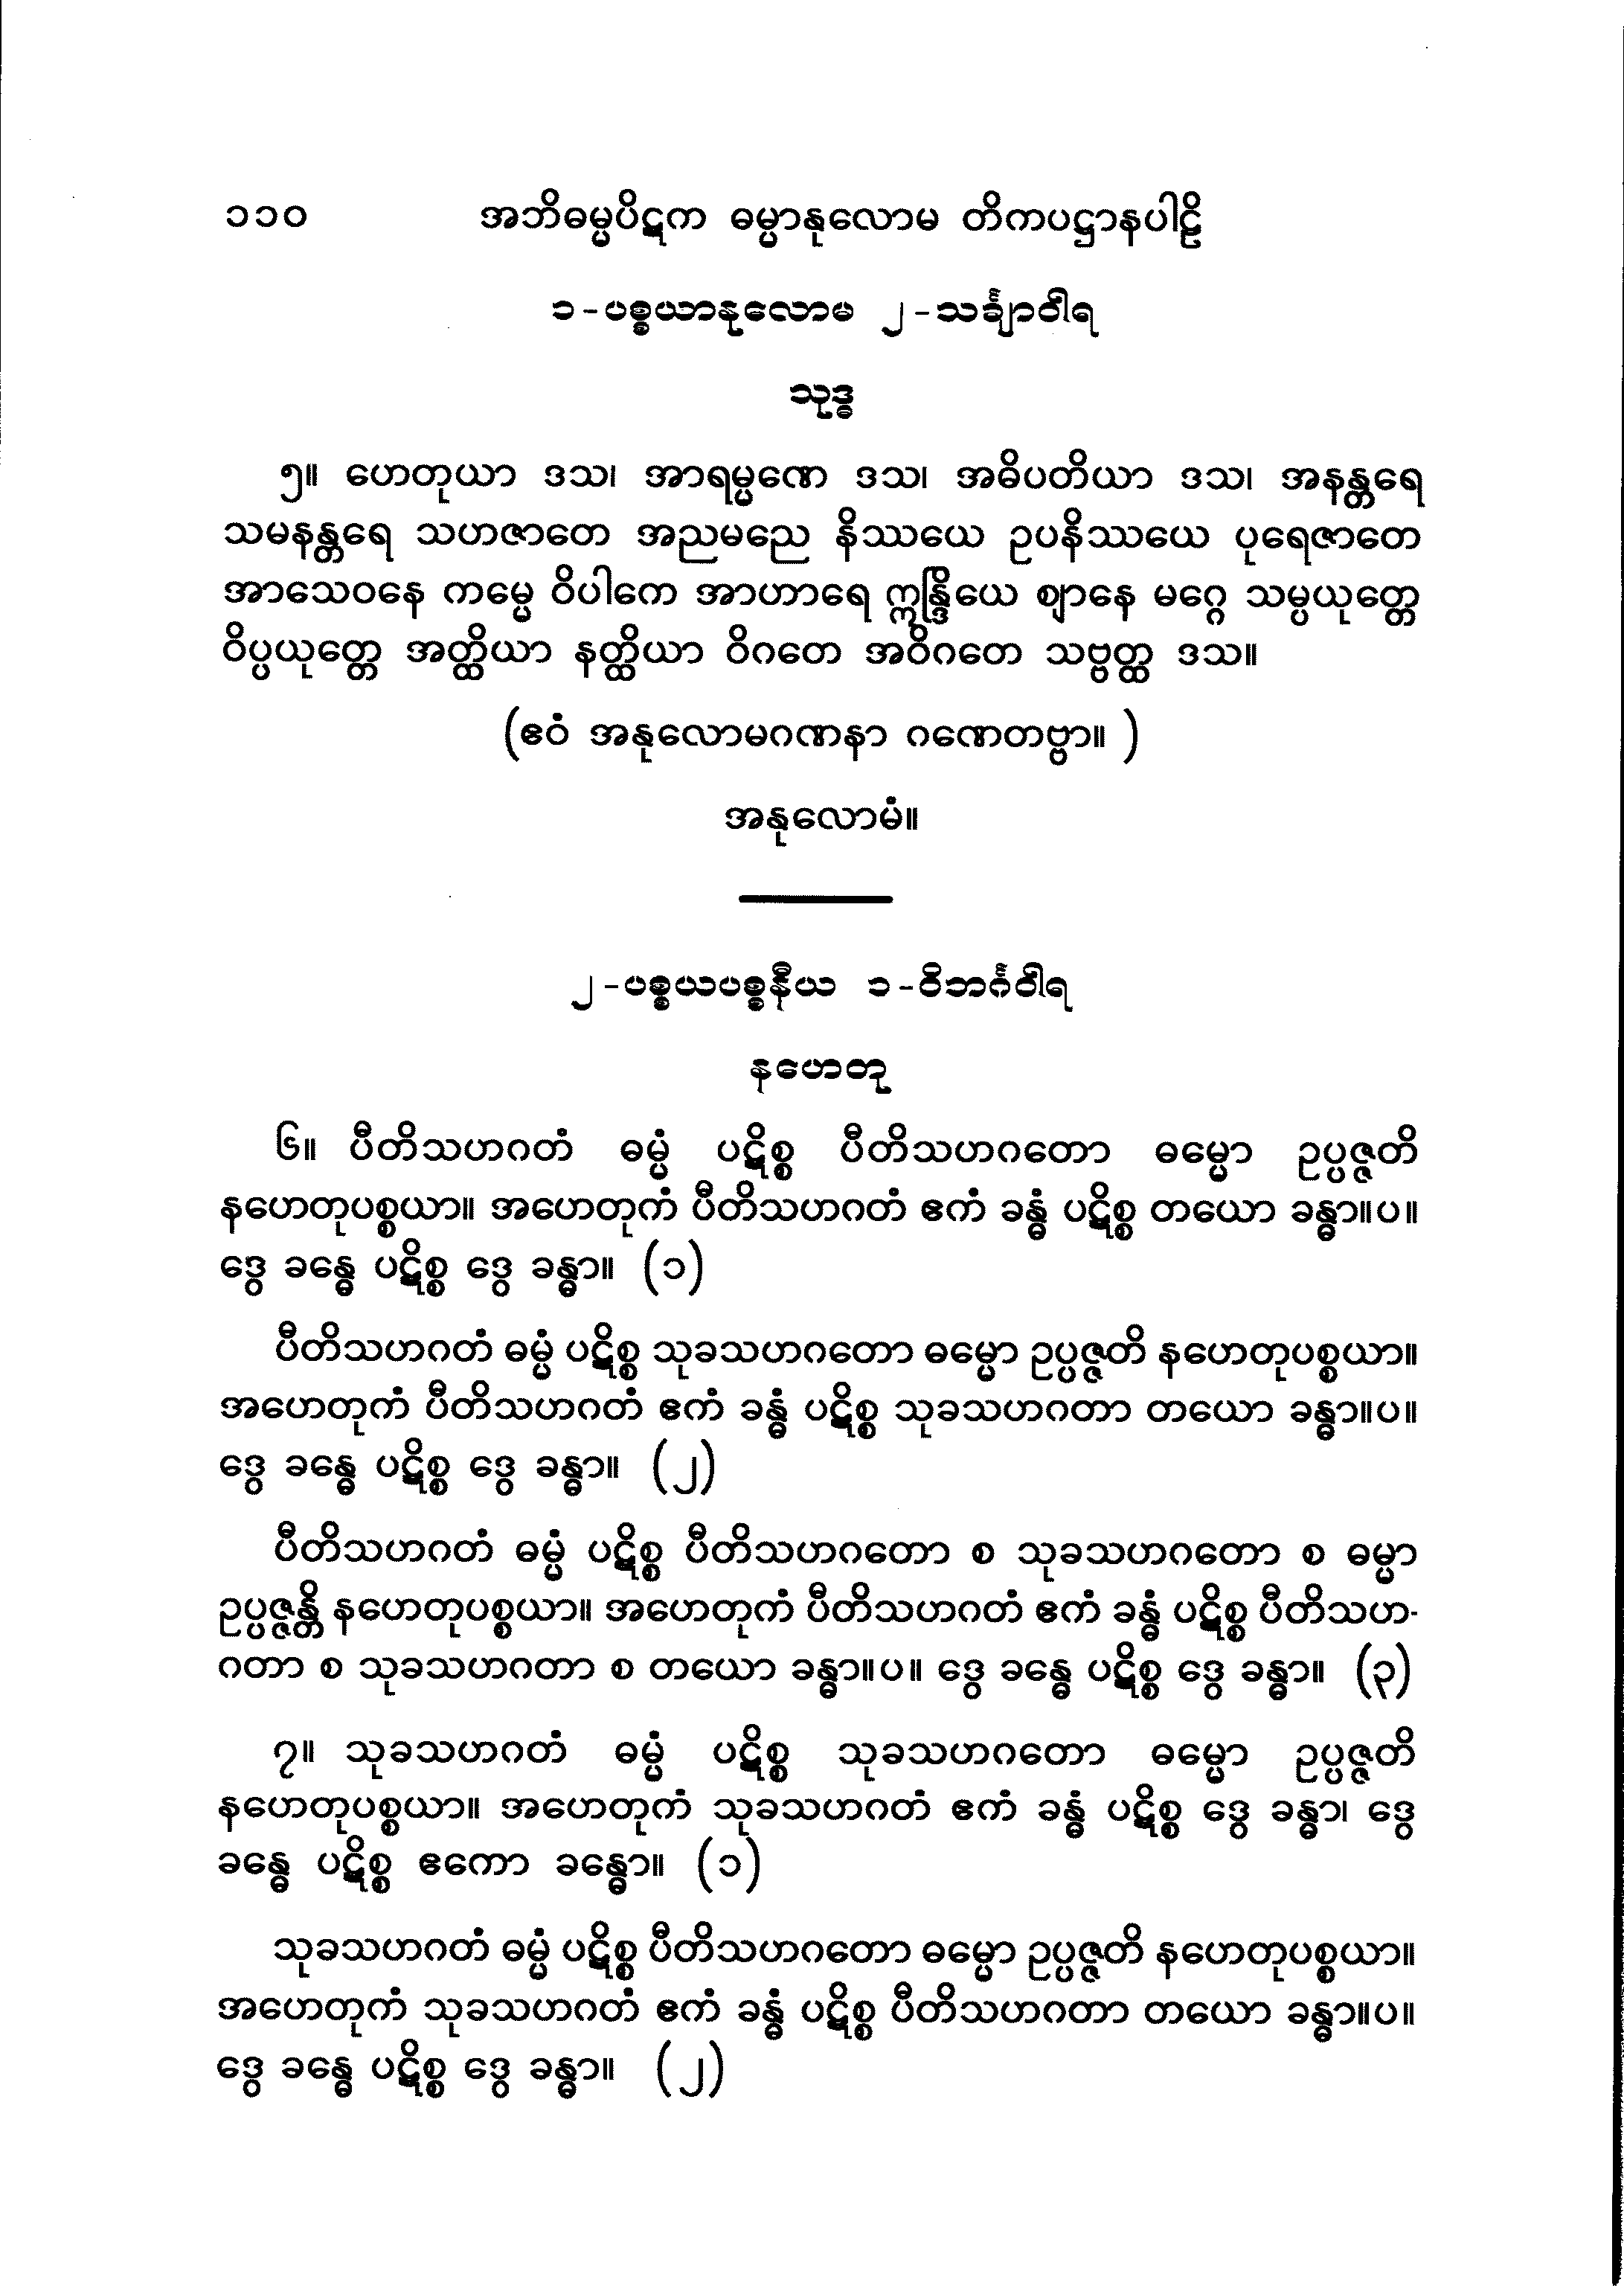 ၁၁၀ အဘိဓမ္မပိဋက ဓမ္မာနုလောမ တိကပဋ္ဌာနပါဠိ
၁-ပစ္စယာနုလောမ ၂-သင်္ချာဝါရ
သုဒ္ဓ
၅။ ဟေတုယာ ဒသ၊ အာရမ္မဏေ ဒသ၊ အဓိပတိယာ ဒသ၊ အနန္တရေ
သမနန္တရေ သဟဇာတေ အညမညေ နိဿယေ ဥပနိဿယေ ပုရေဇာတေ
အာသေဝနေ ကမ္မေ ဝိပါကေ အာဟာရေ ဣန္ဒြိယေ ဈာနေ မဂ္ဂေ သမ္ပယုတ္တေ
ဝိပ္ပယုတ္တေ အတ္ထိယာ နတ္ထိယာ ဝိဂတေ အဝိဂတေ သဗ္ဗတ္ထ ဒသ။
(ဧဝံ အနုလောမဂဏနာ ဂဏေတဗ္ဗာ။ )
အနုလောမံ။
၂-ပစ္စယပစ္စနီယ ၁-ဝိဘင်္ဂဝါရ
နဟေတု
၆။ ပီတိသဟဂတံ ဓမ္မံ ပဋိစ္စ ပီတိသဟဂတော ဓမ္မော ဥပ္ပဇ္ဇတိ
နဟေတုပစ္စယာ။ အဟေတုကံ ပီတိသဟဂတံ ဧကံ ခန္ဓံ ပဋိစ္စ တယော ခန္ဓာ။ပ။
ဒွေ ခန္ဓေ ပဋိစ္စ ဒွေ ခန္ဓာ။ (၁)
ပီတိသဟဂတံ ဓမ္မံ ပဋိစ္စ သုခသဟဂတော ဓမ္မော ဥပ္ပဇ္ဇတိ နဟေတုပစ္စယာ။
အဟေတုကံ ပီတိသဟဂတံ ဧကံ ခန္ဓံ ပဋိစ္စ သုခသဟဂတာ တယော ခန္ဓာ။ပ။
ဒွေ ခန္ဓေ ပဋိစ္စ ဒွေ ခန္ဓာ။ (၂)
ပီတိသဟဂတံ ဓမ္မံ ပဋိစ္စ ပီတိသဟဂတော စ သုခသဟဂတော စ ဓမ္မာ
ဥပ္ပဇ္ဇန္တိ နဟေတုပစ္စယာ။ အဟေတုကံ ပီတိသဟဂတံ ဧကံ ခန္ဓံ ပဋိစ္စ ပီတိသဟ-
ဂတာ စ သုခသဟဂတာ စ တယော ခန္ဓာ။ပ။ ဒွေ ခန္ဓေ ပဋိစ္စ ဒွေ ခန္ဓာ။ (၃)
၇။ သုခသဟဂတံ ဓမ္မံ ပဋိစ္စ သုခသဟဂတော ဓမ္မော ဥပ္ပဇ္ဇတိ
နဟေတုပစ္စယာ။ အဟေတုကံ သုခသဟဂတံ ဧကံ ခန္ဓံ ပဋိစ္စ ဒွေ ခန္ဓာ၊ ဒွေ
ခန္ဓေ ပဋိစ္စ ဧကော ခန္ဓော။ (၁)
သုခသဟဂတံ ဓမ္မံ ပဋိစ္စ ပီတိသဟဂတော ဓမ္မော ဥပ္ပဇ္ဇတိ နဟေတုပစ္စယာ။
အဟေတုကံ သုခသဟဂတံ ဧကံ ခန္ဓံ ပဋိစ္စ ပီတိသဟဂတာ တယော ခန္ဓာ။ပ။
ဒွေ ခန္ဓေ ပဋိစ္စ ဒွေ ခန္ဓာ။ (၂)